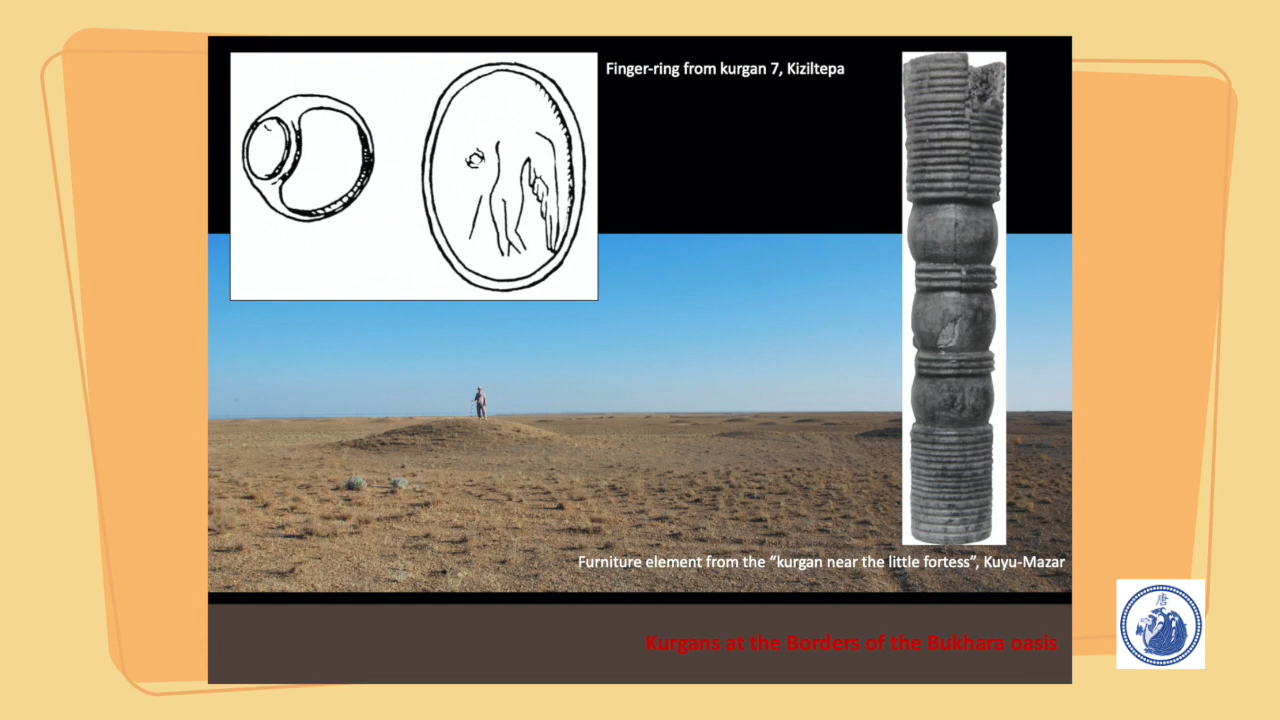 Finger-ring from kurgan 7, Kiziltepa
Furniture element from the “kurgan near the little fortess”, Kuyu-Mazar
Kurgans at the Borders of the Bukhara oasis
唐